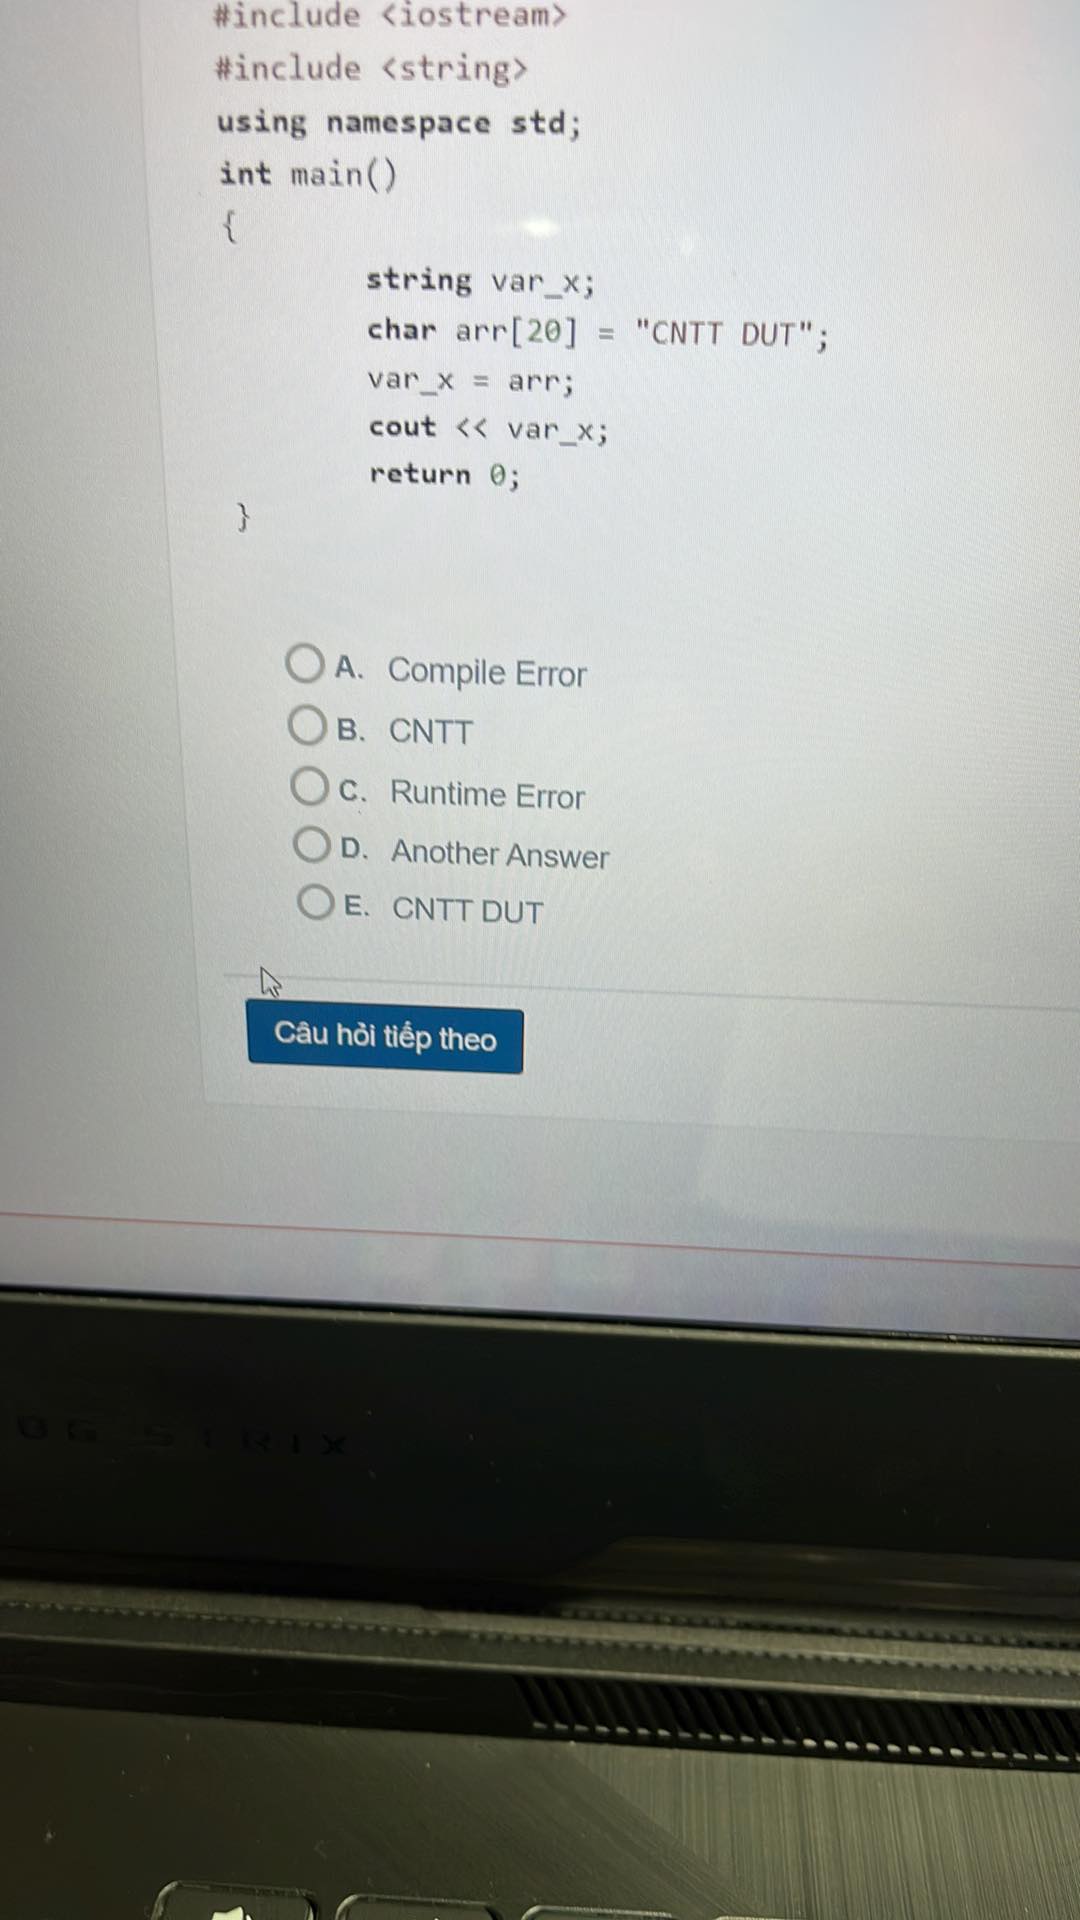 #include <iostream>
#include <string>
using namespace std;
int main()
{
string var_x;
char arr[20] = "CNTT DUT";
var_x = arr;
cout << var_x;
return 0;
}
A. Compile Error
B. CNTT
C. Runtime Error
D. Another Answer
E. CNTT DUT
Câu hỏi tiếp theo
STRIX